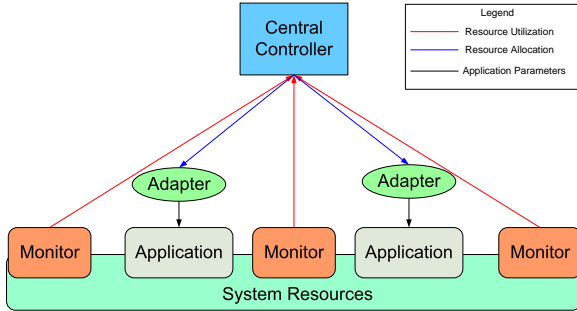 Central
Controller
Legend
Resource Utilization
Resource Allocation
Application Parameters
Adapter
Adapter
Monitor
Application
Monitor
Application
Monitor
System Resources